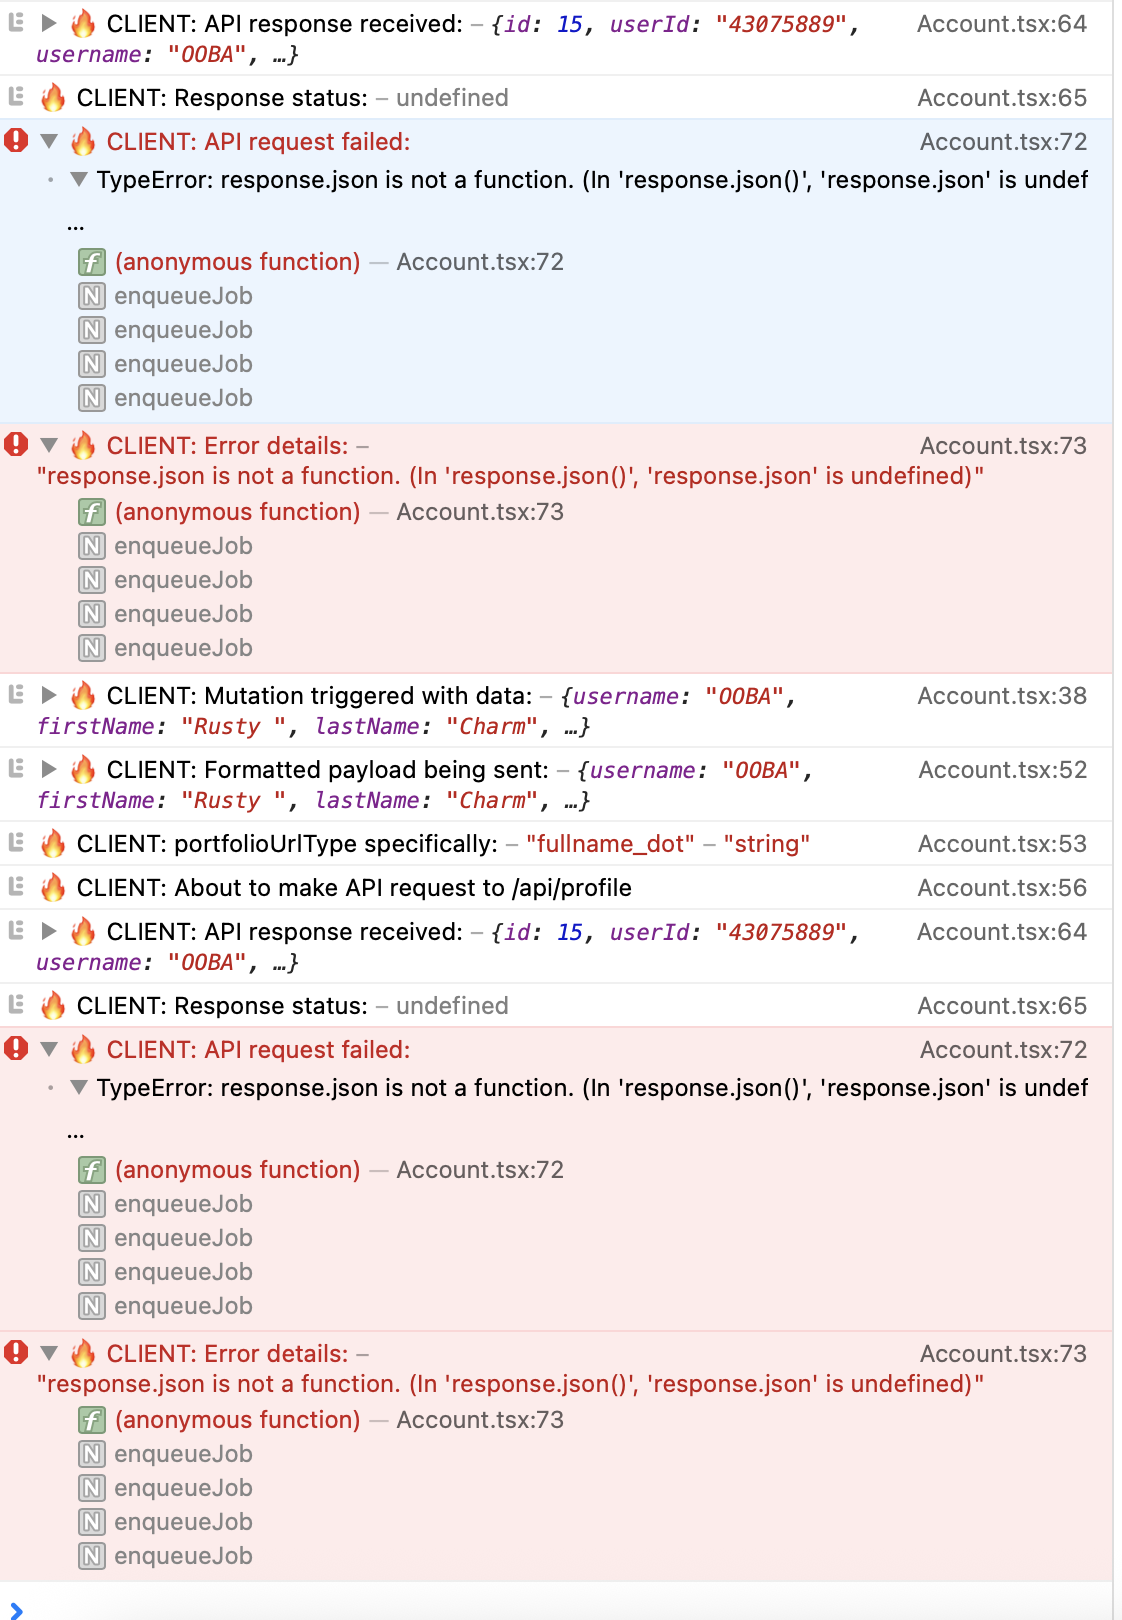 🔥 CLIENT: API response received: – {id: 15, userId: "43075889", Account.tsx:64
username: "OOBA", …}
🔥 CLIENT: Response status: – undefined Account.tsx:65
🔥 CLIENT: API request failed: Account.tsx:72
TypeError: response.json is not a function. (In 'response.json()', 'response.json' is undef
...
f (anonymous function) — Account.tsx:72
N enqueueJob
N enqueueJob
N enqueueJob
N enqueueJob
🔥 CLIENT: Error details: – Account.tsx:73
"response.json is not a function. (In 'response.json()', 'response.json' is undefined)"
f (anonymous function) — Account.tsx:73
N enqueueJob
N enqueueJob
N enqueueJob
N enqueueJob
🔥 CLIENT: Mutation triggered with data: – {username: "OOBA", Account.tsx:38
firstName: "Rusty ", lastName: "Charm", …}
🔥 CLIENT: Formatted payload being sent: – {username: "OOBA", Account.tsx:52
firstName: "Rusty ", lastName: "Charm", …}
🔥 CLIENT: portfolioUrlType specifically: – "fullname_dot" – "string" Account.tsx:53
🔥 CLIENT: About to make API request to /api/profile Account.tsx:56
🔥 CLIENT: API response received: – {id: 15, userId: "43075889", Account.tsx:64
username: "OOBA", …}
🔥 CLIENT: Response status: – undefined Account.tsx:65
🔥 CLIENT: API request failed: Account.tsx:72
TypeError: response.json is not a function. (In 'response.json()', 'response.json' is undef
...
f (anonymous function) — Account.tsx:72
N enqueueJob
N enqueueJob
N enqueueJob
N enqueueJob
🔥 CLIENT: Error details: – Account.tsx:73
"response.json is not a function. (In 'response.json()', 'response.json' is undefined)"
f (anonymous function) — Account.tsx:73
N enqueueJob
N enqueueJob
N enqueueJob
N enqueueJob